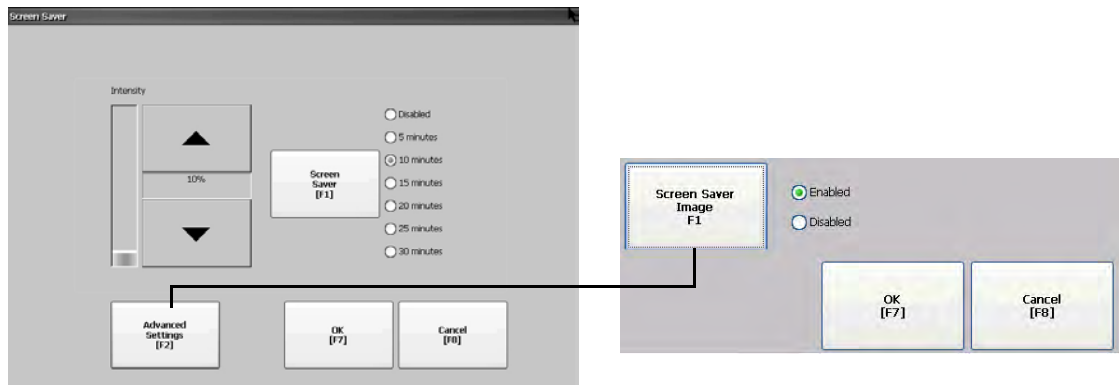 Screen Saver
Intensity
10%
Screen
Saver
[F1]
Disabled
5 minutes
10 minutes
15 minutes
20 minutes
25 minutes
30 minutes
Advanced
Settings
[F2]
OK
[F7]
Cancel
[F8]
Screen Saver
Image
F1
Enabled
Disabled
OK
[F7]
Cancel
[F8]